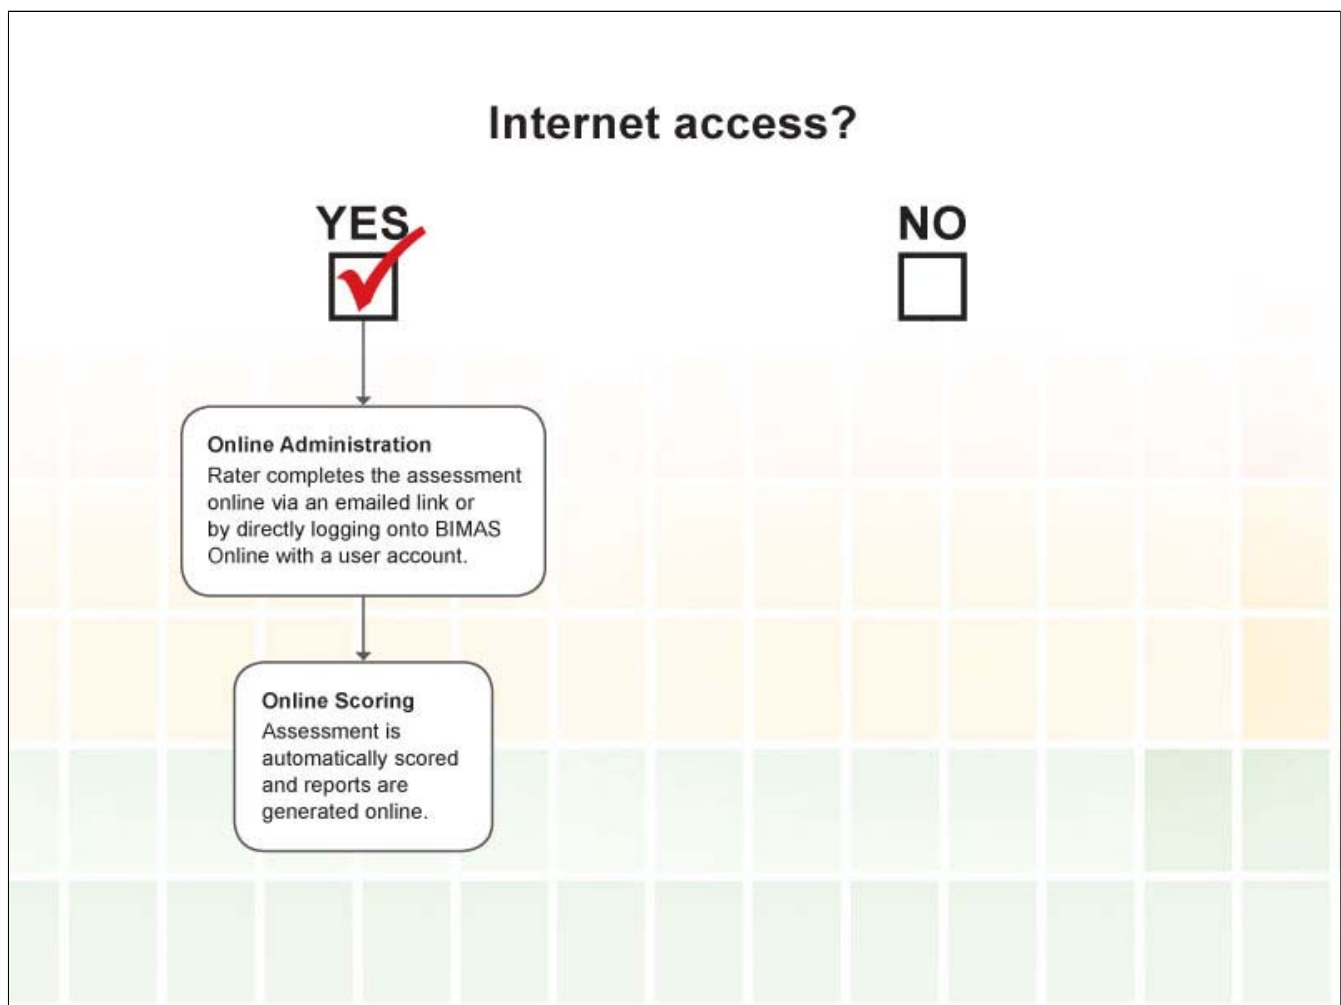 Internet access?
YES
NO
Online Administration
Rater completes the assessment
online via an emailed link or
by directly logging onto BIMAS
Online with a user account.
Online Scoring
Assessment is
automatically scored
and reports are
generated online.